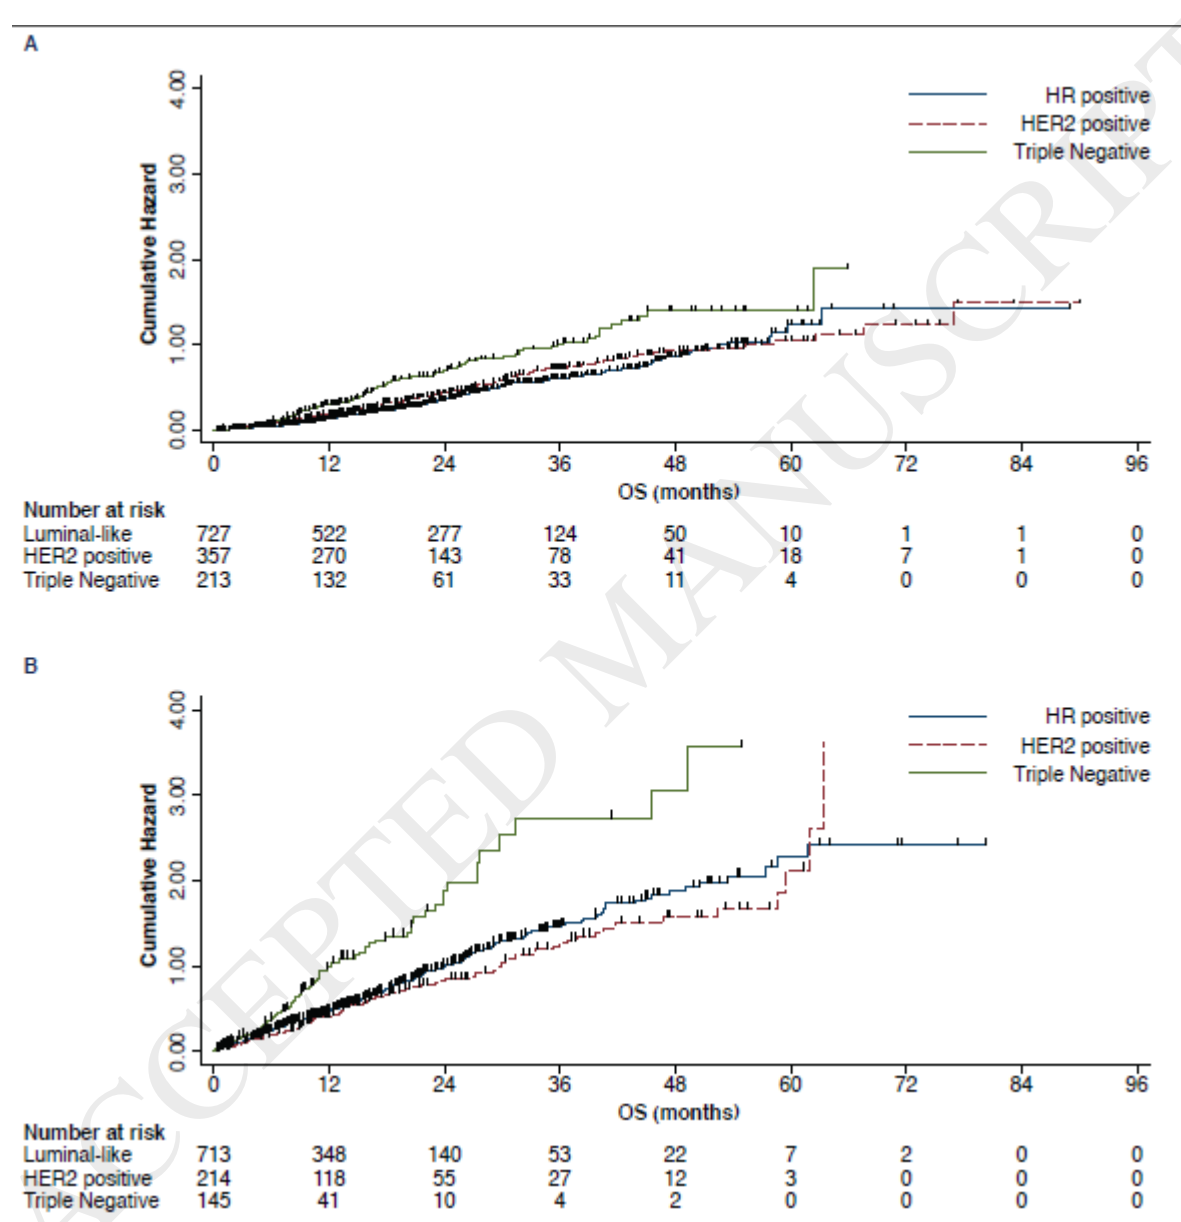 A
4.00
3.00
2.00
1.00
0.00
Cumulative Hazard
HR positive
HER2 positive
Triple Negative
0 12 24 36 48 60 72 84 96
OS (months)
Number at risk
Luminal-like 727 522 277 124 50 10 1 1 0
HER2 positive 357 270 143 78 41 18 7 1 0
Triple Negative 213 132 61 33 11 4 0 0 0
B
4.00
3.00
2.00
1.00
0.00
Cumulative Hazard
HR positive
HER2 positive
Triple Negative
0 12 24 36 48 60 72 84 96
OS (months)
Number at risk
Luminal-like 713 348 140 53 22 7 2 0 0
HER2 positive 214 118 55 27 12 3 0 0 0
Triple Negative 145 41 10 4 2 0 0 0 0
ACCEPTED MANUSCRIPT